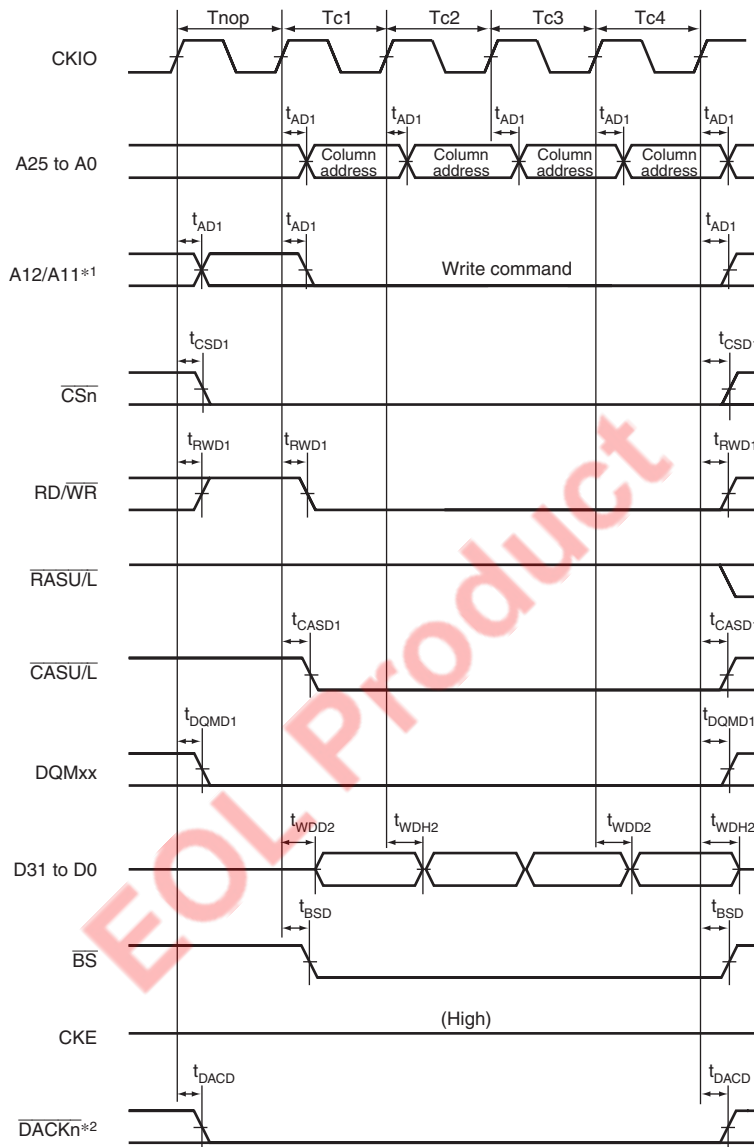 Tnop Tc1 Tc2 Tc3 Tc4
CKIO
tAD1 tAD1 tAD1 tAD1 tAD1
A25 to A0
Column address Column address Column address Column address
tAD1 tAD1 tAD1
A12/A11*1
Write command
tCSD1 tCSD1
CSn
tRWD1 tRWD1 tRWD1
RD/WR
RASU/L
tCASD1 tCASD1
CASU/L
tDQMD1 tDQMD1
DQMxx
tWDD2 tWDH2 tWDD2 tWDH2
D31 to D0
tBSD tBSD
BS
(High)
CKE
tDACD tDACD
DACKn*2
EOL Product